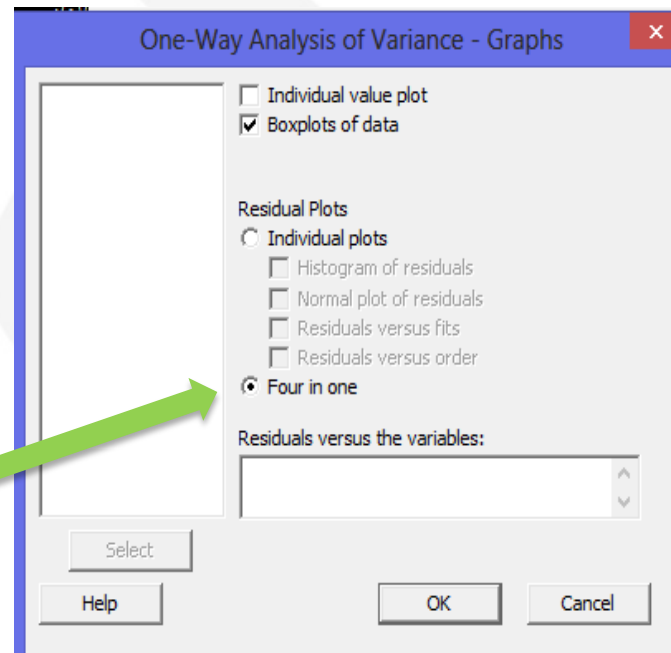 One-Way Analysis of Variance - Graphs
Individual value plot
Boxplots of data
Residual Plots
Individual plots
Histogram of residuals
Normal plot of residuals
Residuals versus fits
Residuals versus order
Four in one
Residuals versus the variables:
Select
Help OK Cancel